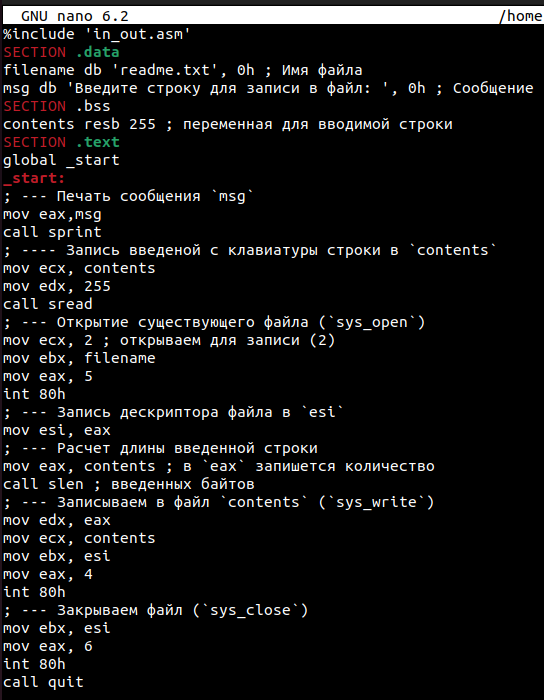 GNU nano 6.2 /home
%include 'in_out.asm'
SECTION .data
filename db 'readme.txt', 0h ; Имя файла
msg db 'Введите строку для записи в файл: ', 0h ; Сообщение
SECTION .bss
contents resb 255 ; переменная для вводимой строки
SECTION .text
global _start
_start:
; --- Печать сообщения `msg`
mov eax,msg
call sprint
; ---- Запись введеной с клавиатуры строки в `contents`
mov ecx, contents
mov edx, 255
call sread
; --- Открытие существующего файла (`sys_open`)
mov ecx, 2 ; открываем для записи (2)
mov ebx, filename
mov eax, 5
int 80h
; --- Запись дескриптора файла в `esi`
mov esi, eax
; --- Расчет длины введенной строки
mov eax, contents ; в `eax` запишется количество
call slen ; введенных байтов
; --- Записываем в файл `contents` (`sys_write`)
mov edx, eax
mov ecx, contents
mov ebx, esi
mov eax, 4
int 80h
; --- Закрываем файл (`sys_close`)
mov ebx, esi
mov eax, 6
int 80h
call quit